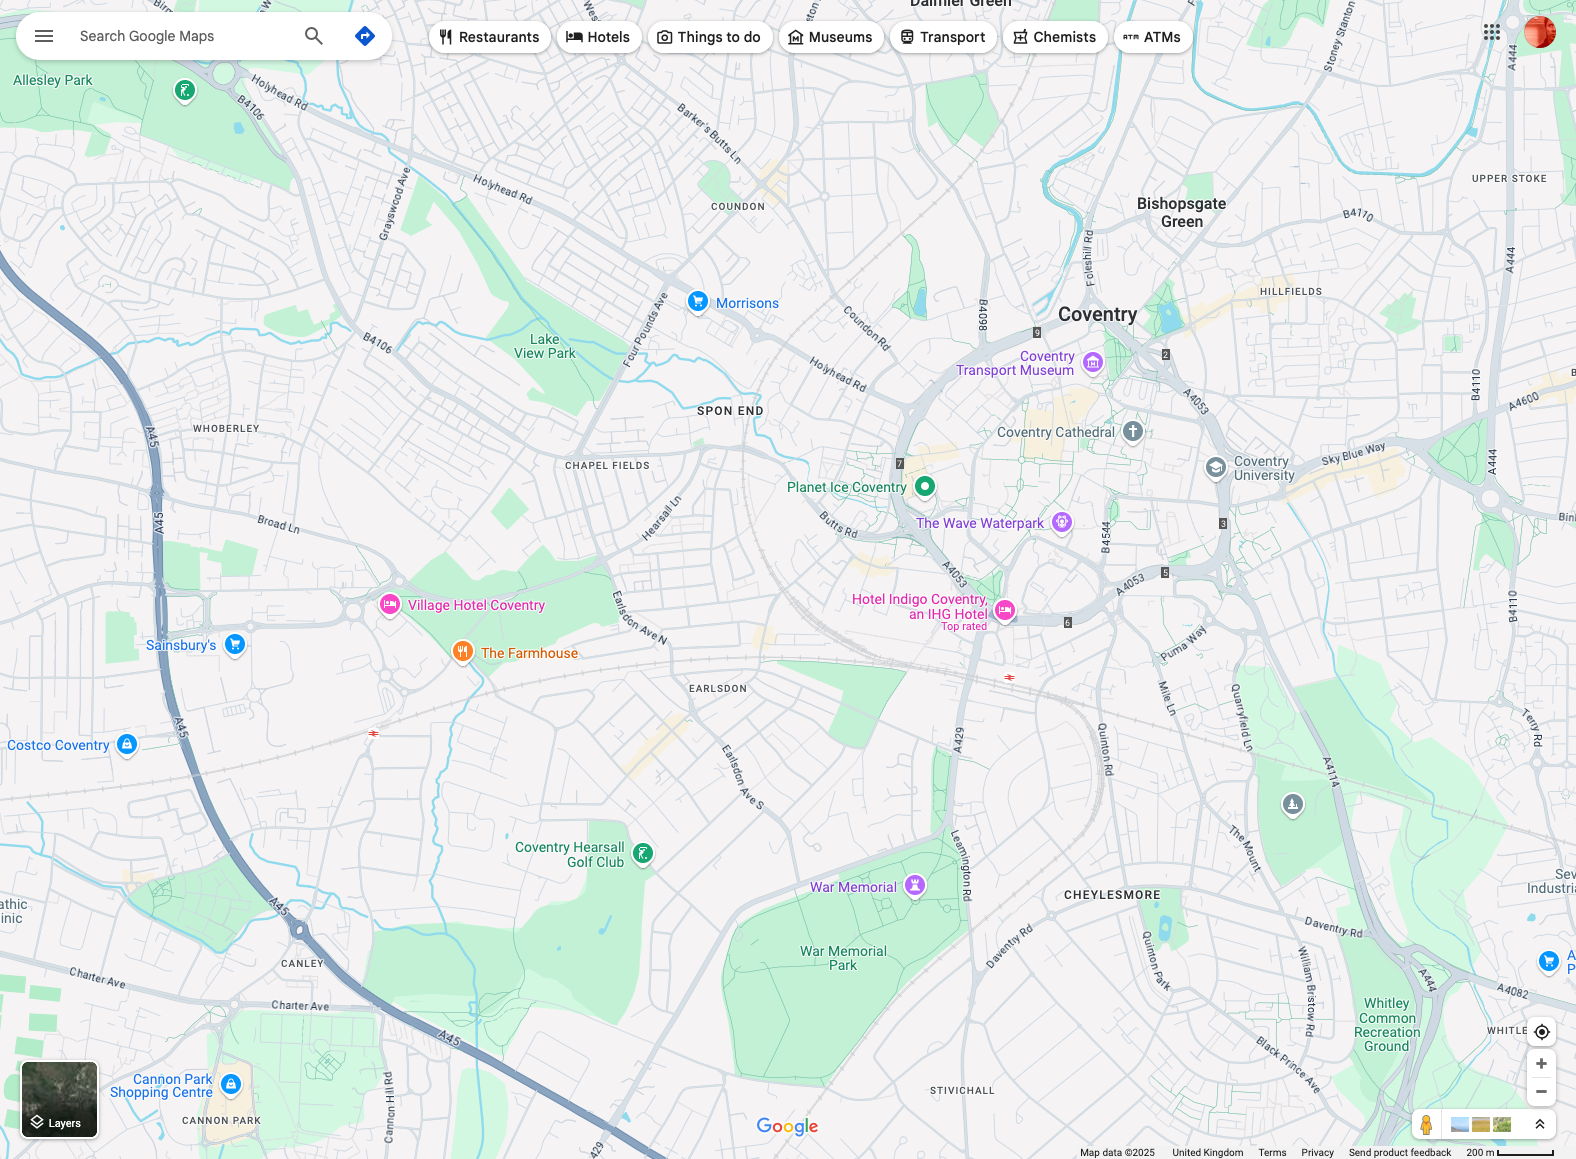 Search Google Maps
Restaurants
Hotels
Things to do
Museums
Transport
Chemists
ATMs
Daimler Green
Stoney Stanton
A444
Allesley Park
B4106
Holyhead Rd
Barker's Butts Ln
Grayswood Ave
Holyhead Rd
COUNDON
Bishopsgate
Green
UPPER STOKE
B4110
A444
Foleshill Rd
HILLFIELDS
Morrisons
B4098
Coventry
9
Coundon Rd
Four Pounds Ave
B4106
Lake
View Park
Holyhead Rd
Coventry
Transport Museum
2
A4053
B4110
A4600
SPON END
WHOBERLEY
A45
Coventry Cathedral
CHAPEL FIELDS
7
Coventry
University
Sky Blue Way
A444
Planet Ice Coventry
Hearsall Ln
Broad Ln
A45
Butts Rd
The Wave Waterpark
B4544
3
A4053
5
A4053
B4110
Village Hotel Coventry
Earlsdon Ave N
Hotel Indigo Coventry,
an IHG Hotel
Top rated
6
Sainsbury's
The Farmhouse
Puma Way
EARLSDON
Mile Ln
Quarryfield Ln
Terry Rd
A45
Costco Coventry
Earlsdon Ave S
A429
Quinton Rd
A4114
Coventry Hearsall
Golf Club
Leamington Rd
The Mount
War Memorial
CHEYLESMORE
A45
Daventry Rd
Daventry Rd
War Memorial
Park
Quinton Park
William Bristow Rd
CANLEY
Charter Ave
Charter Ave
A444
A4082
Whitley
Common
Recreation
Ground
A45
Black Prince Ave
Cannon Park
Shopping Centre
CANNON PARK
Cannon Hill Rd
STIVICHALL
Layers
A429
Google
Map data ©2025
United Kingdom
Terms
Privacy
Send product feedback
200 m